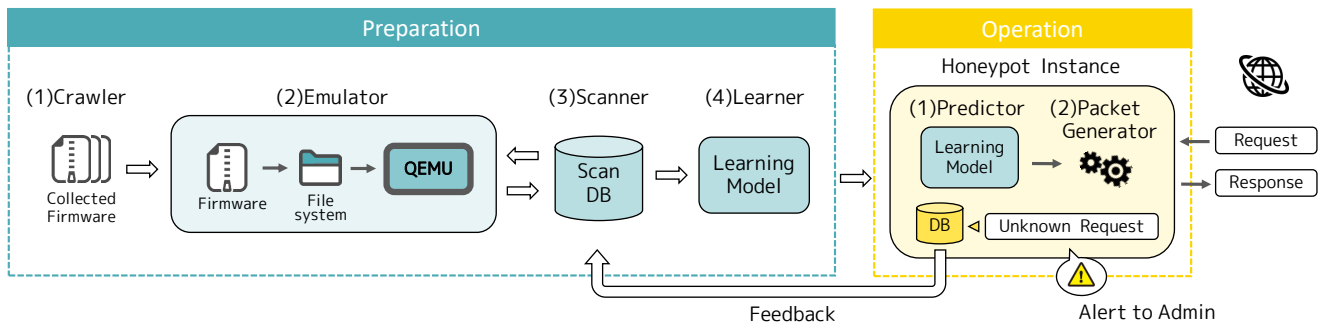 Preparation
Operation
Honeypot Instance
(1)Crawler
(2)Emulator
(3)Scanner
(4)Learner
(1)Predictor
(2)Packet
Generator
Collected
Firmware
Firmware
File
system
QEMU
Scan
DB
Learning
Model
Learning
Model
Request
Response
DB
Unknown Request
Feedback
Alert to Admin